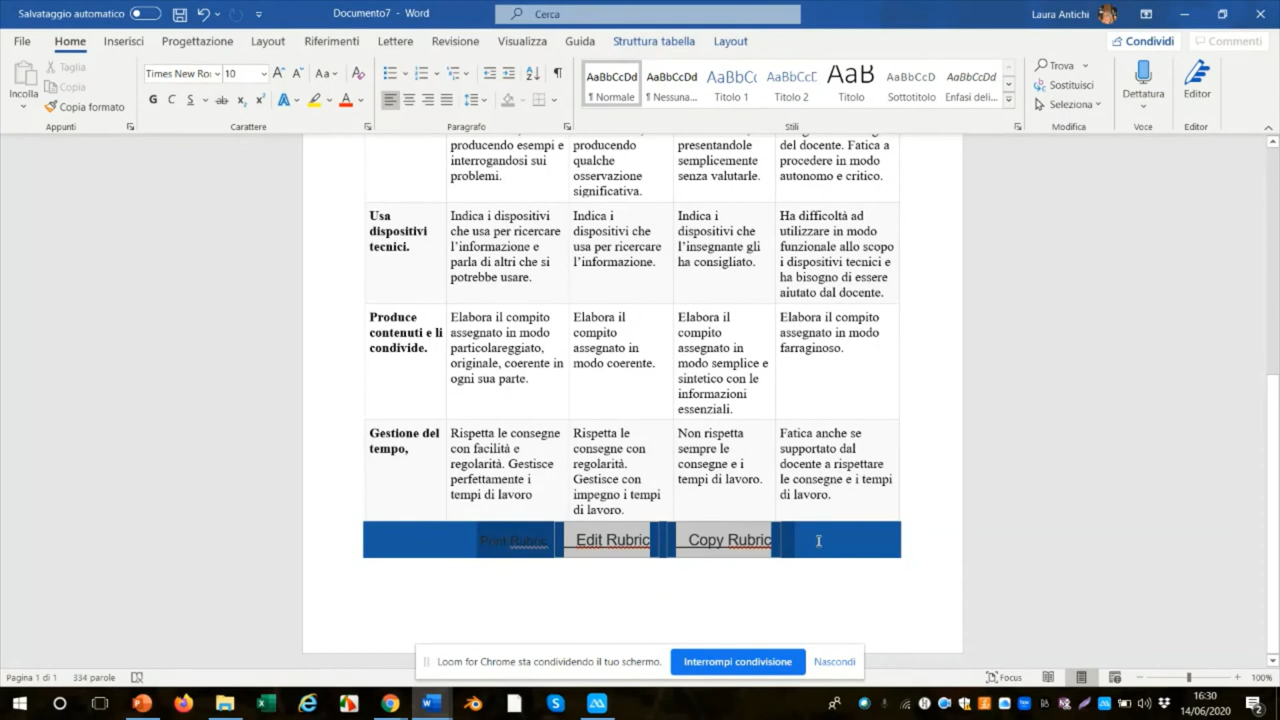 Salvataggio automatico
Documento7 - Word
Cerca
Laura Antichi
File Home Inserisci Progettazione Layout Riferimenti Lettere Revisione Visualizza Guida Struttura tabella Layout
Condividi Commenti
Incolla
Taglia
Copia
Copia formato
Appunti
Times New Ro 10
Carattere
Paragrafo
AaBbCcDd AaBbCcDd AaBbCc AaBbCcE AaB AaBbCcD AaBbCcDd
¶ Normale ¶ Nessuna... Titolo 1 Titolo 2 Titolo Sottotitolo Enfasi deli...
Stili
Trova
Sostituisci
Seleziona
Modifica
Dettatura
Voce
Editor
Editor
producendo esempi e
interrogandosi sui
problemi.
producendo
qualche
osservazione
significativa.
presentandole
semplicemente
senza valutarle.
del docente. Fatica a
procedere in modo
autonomo e critico.
Usa
dispositivi
tecnici.
Indica i dispositivi
che usa per ricercare
l'informazione e
parla di altri che si
potrebbe usare.
Indica i
dispositivi che
usa per ricercare
l'informazione.
Indica i
dispositivi che
l'insegnante gli
ha consigliato.
Ha difficoltà ad
utilizzare in modo
funzionale allo scopo
i dispositivi tecnici e
ha bisogno di essere
aiutato dal docente.
Produce
contenuti e li
condivide.
Elabora il compito
assegnato in modo
particolareggiato,
originale, coerente in
ogni sua parte.
Elabora il
compito
assegnato in
modo coerente.
Elabora il
compito
assegnato in
modo semplice e
sintetico con le
informazioni
essenziali.
Elabora il compito
assegnato in modo
farraginoso.
Gestione del
tempo,
Rispetta le consegne
con facilità e
regolarità. Gestisce
perfettamente i
tempi di lavoro
Rispetta le
consegne con
regolarità.
Gestisce con
impegno i tempi
di lavoro.
Non rispetta
sempre le
consegne e i
tempi di lavoro.
Fatica anche se
supportato dal
docente a rispettare
le consegne e i tempi
di lavoro.
Print Rubric Edit Rubric Copy Rubric
Loom for Chrome sta condividendo il tuo schermo. Interrompi condivisione Nascondi
Pagina 1 di 1 334 parole
Focus 100%
16:30
14/06/2020